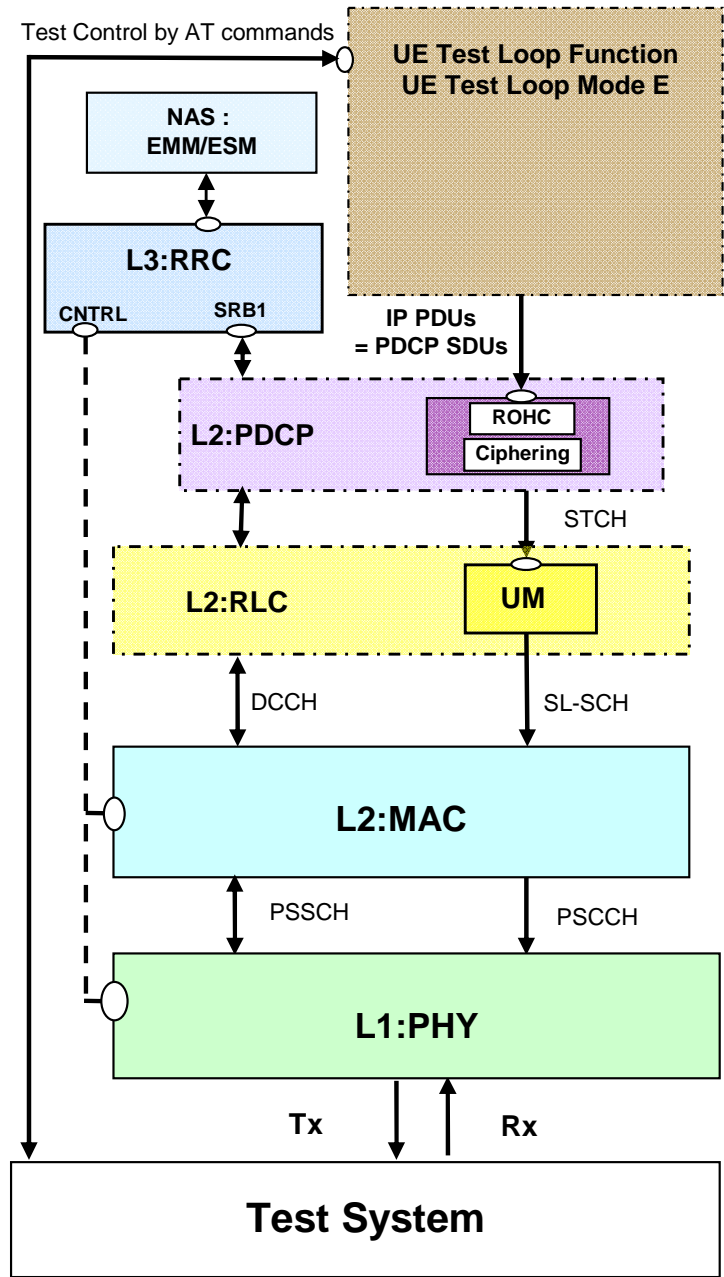 Test Control by AT commands
UE Test Loop Function
UE Test Loop Mode E
NAS :
EMM/ESM
L3:RRC
CNTRL
SRB1
IP PDUs
= PDCP SDUs
L2:PDCP
ROHC
Ciphering
STCH
L2:RLC
UM
DCCH
SL-SCH
L2:MAC
PSSCH
PSCCH
L1:PHY
Tx
Rx
Test System